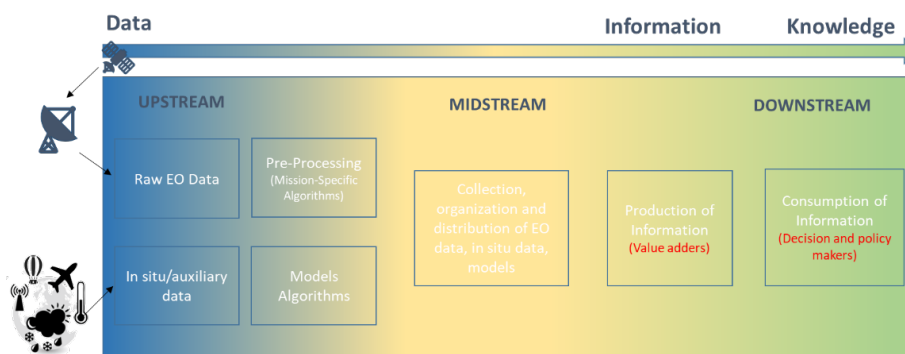 Data
Information
Knowledge
UPSTREAM
MIDSTREAM
DOWNSTREAM
Raw EO Data
Pre-Processing
(Mission-Specific
Algorithms)
In situ/auxiliary
data
Models
Algorithms
Collection,
organization and
distribution of EO
data, in situ data,
models
Production of
Information
(Value adders)
Consumption of
Information
(Decision and policy
makers)